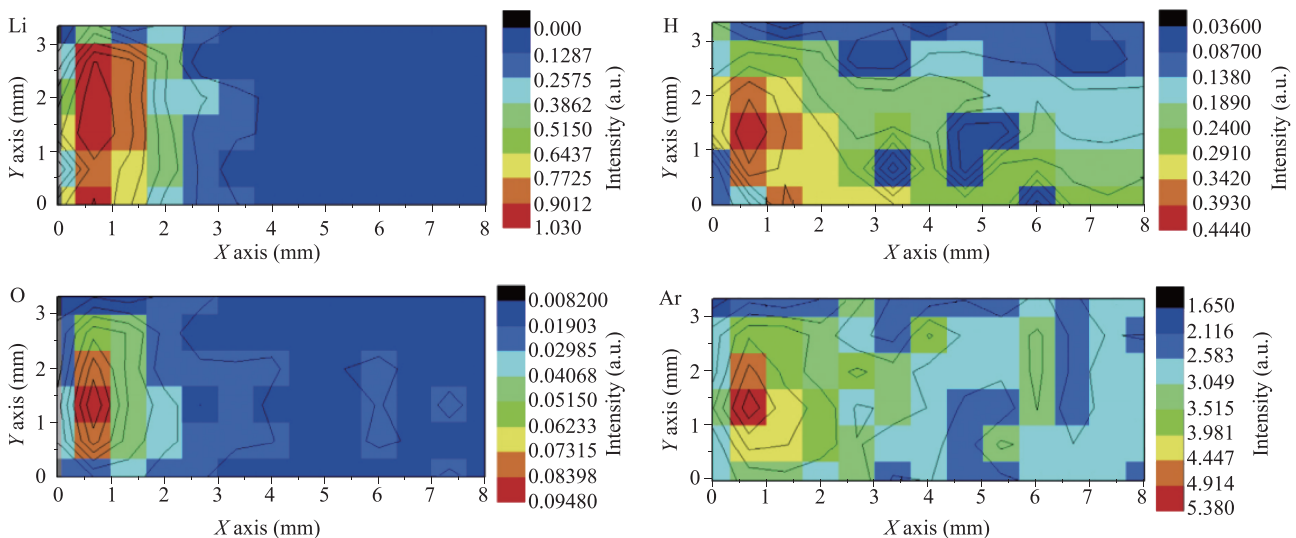 Li
Y axis (mm)
3
2
1
0
0 1 2 3 4 5 6 7 8
X axis (mm)
0.000
0.1287
0.2575
0.3862
0.5150
0.6437
0.7725
0.9012
1.030
Intensity (a.u.)
H
Y axis (mm)
3
2
1
0
0 1 2 3 4 5 6 7 8
X axis (mm)
0.03600
0.08700
0.1380
0.1890
0.2400
0.2910
0.3420
0.3930
0.4440
Intensity (a.u.)
O
Y axis (mm)
3
2
1
0
0 1 2 3 4 5 6 7 8
X axis (mm)
0.008200
0.01903
0.02985
0.04068
0.05150
0.06233
0.07315
0.08398
0.09480
Intensity (a.u.)
Ar
Y axis (mm)
3
2
1
0
0 1 2 3 4 5 6 7 8
X axis (mm)
1.650
2.116
2.583
3.049
3.515
3.981
4.447
4.914
5.380
Intensity (a.u.)